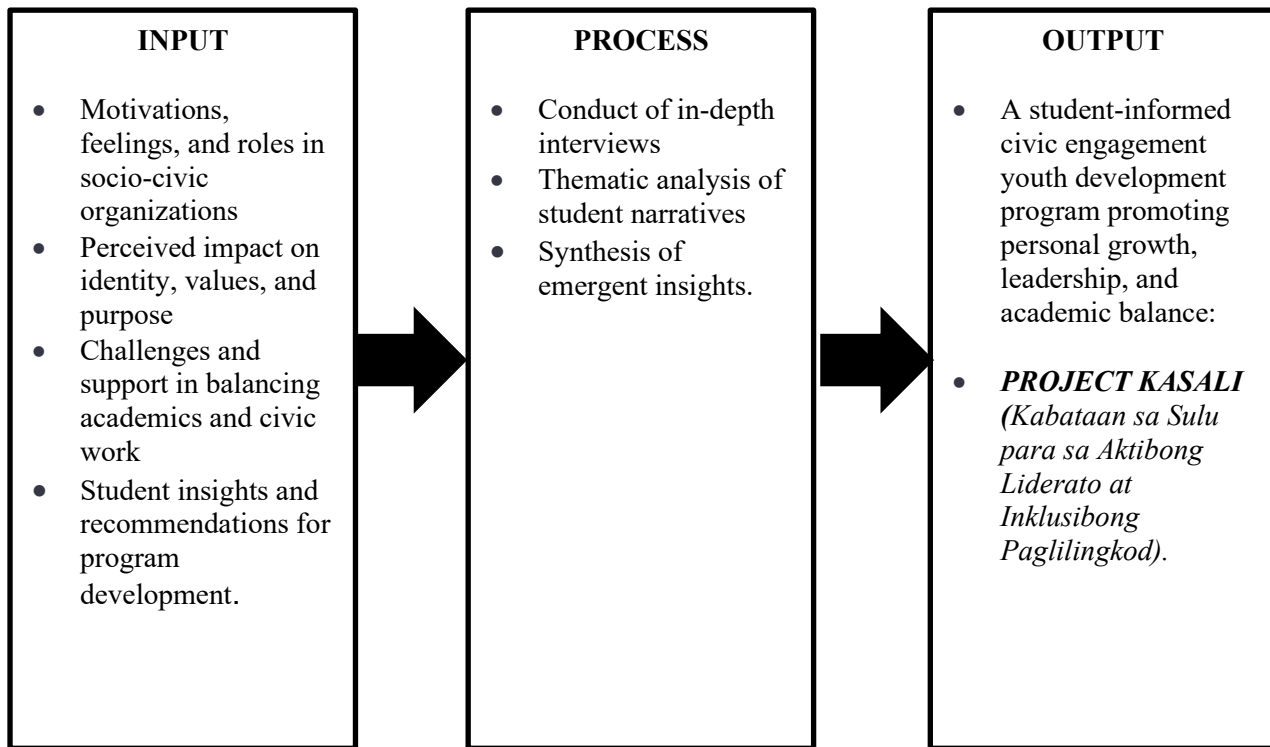 INPUT
• Motivations,
feelings, and roles in
socio-civic
organizations
• Perceived impact on
identity, values, and
purpose
• Challenges and
support in balancing
academics and civic
work
• Student insights and
recommendations for
program
development.
PROCESS
• Conduct of in-depth
interviews
• Thematic analysis of
student narratives
• Synthesis of
emergent insights.
OUTPUT
• A student-informed
civic engagement
youth development
program promoting
personal growth,
leadership, and
academic balance:
• PROJECT KASALI
(Kabataan sa Sulu
para sa Aktibong
Liderato at
Inklusibong
Paglilingkod).